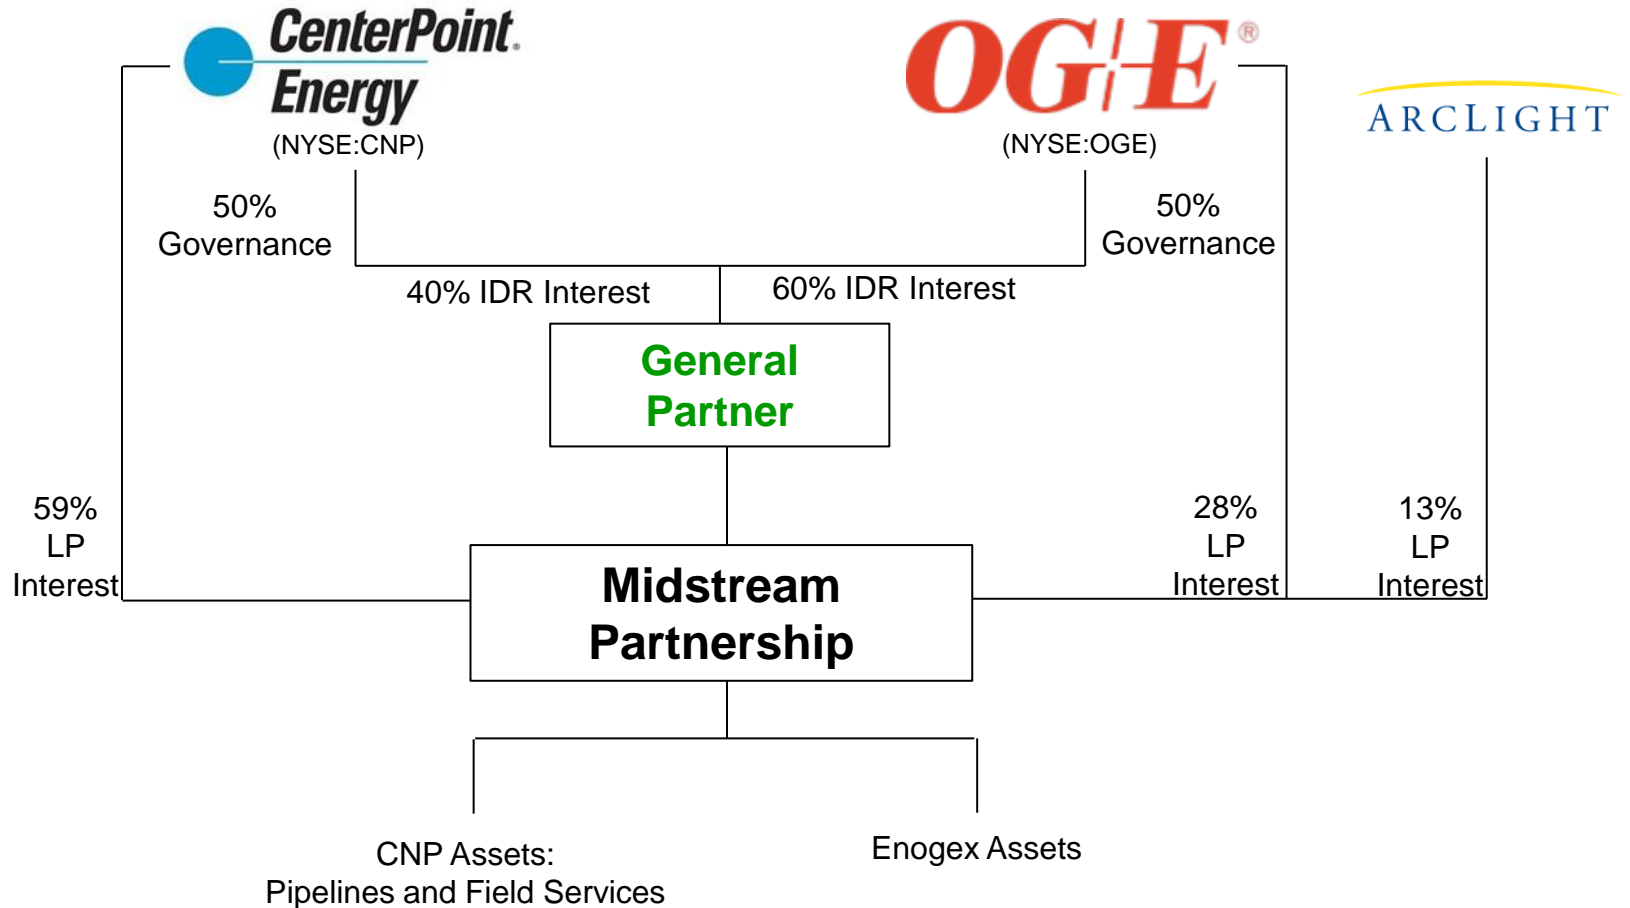 CenterPoint.
Energy
(NYSE:CNP)
OG+E®
(NYSE:OGE)
ARCLIGHT
50%
Governance
50%
Governance
40% IDR Interest
60% IDR Interest
General
Partner
59%
LP
Interest
28%
LP
Interest
13%
LP
Interest
Midstream
Partnership
CNP Assets:
Pipelines and Field Services
Enogex Assets